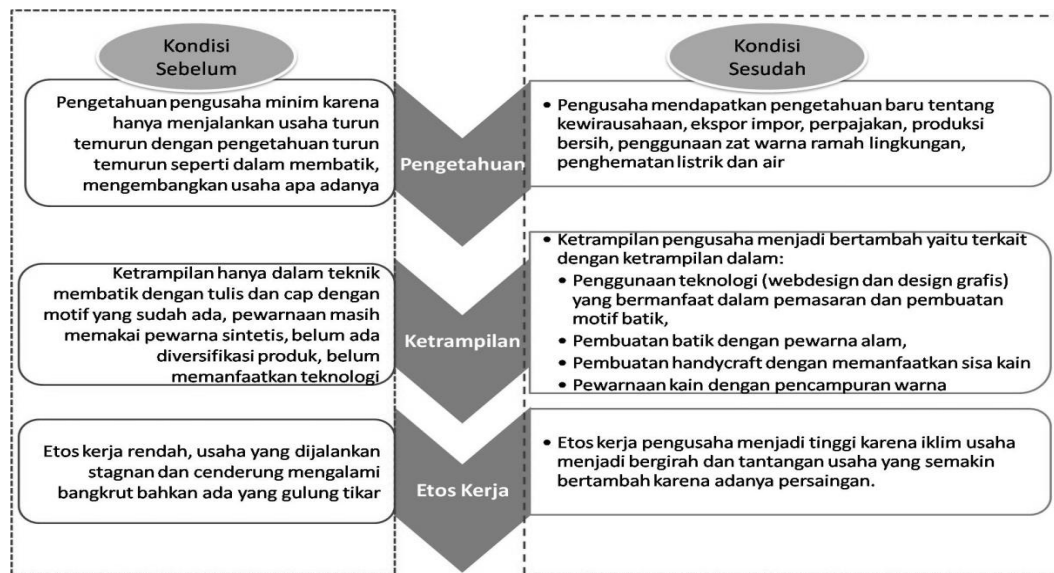 Kondisi
Sebelum
Kondisi
Sesudah
Pengetahuan pengusaha minim karena
hanya menjalankan usaha turun
temurun dengan pengetahuan turun
temurun seperti dalam membatik,
mengembangkan usaha apa adanya
Pengetahuan
• Pengusaha mendapatkan pengetahuan baru tentang
kewirausahaan, ekspor impor, perpajakan, produksi
bersih, penggunaan zat warna ramah lingkungan,
penghematan listrik dan air
Ketrampilan hanya dalam teknik
membatik dengan tulis dan cap dengan
motif yang sudah ada, pewarnaan masih
memakai pewarna sintetis, belum ada
diversifikasi produk, belum
memanfaatkan teknologi
Ketrampilan
• Ketrampilan pengusaha menjadi bertambah yaitu terkait
dengan ketrampilan dalam:
• Penggunaan teknologi (webdesign dan design grafis)
yang bermanfaat dalam pemasaran dan pembuatan
motif batik,
• Pembuatan batik dengan pewarna alam,
• Pembuatan handycraft dengan memanfaatkan sisa kain
• Pewarnaan kain dengan pencampuran warna
Etos kerja rendah, usaha yang dijalankan
stagnan dan cenderung mengalami
bangkrut bahkan ada yang gulung tikar
Etos Kerja
• Etos kerja pengusaha menjadi tinggi karena iklim usaha
menjadi bergirah dan tantangan usaha yang semakin
bertambah karena adanya persaingan.